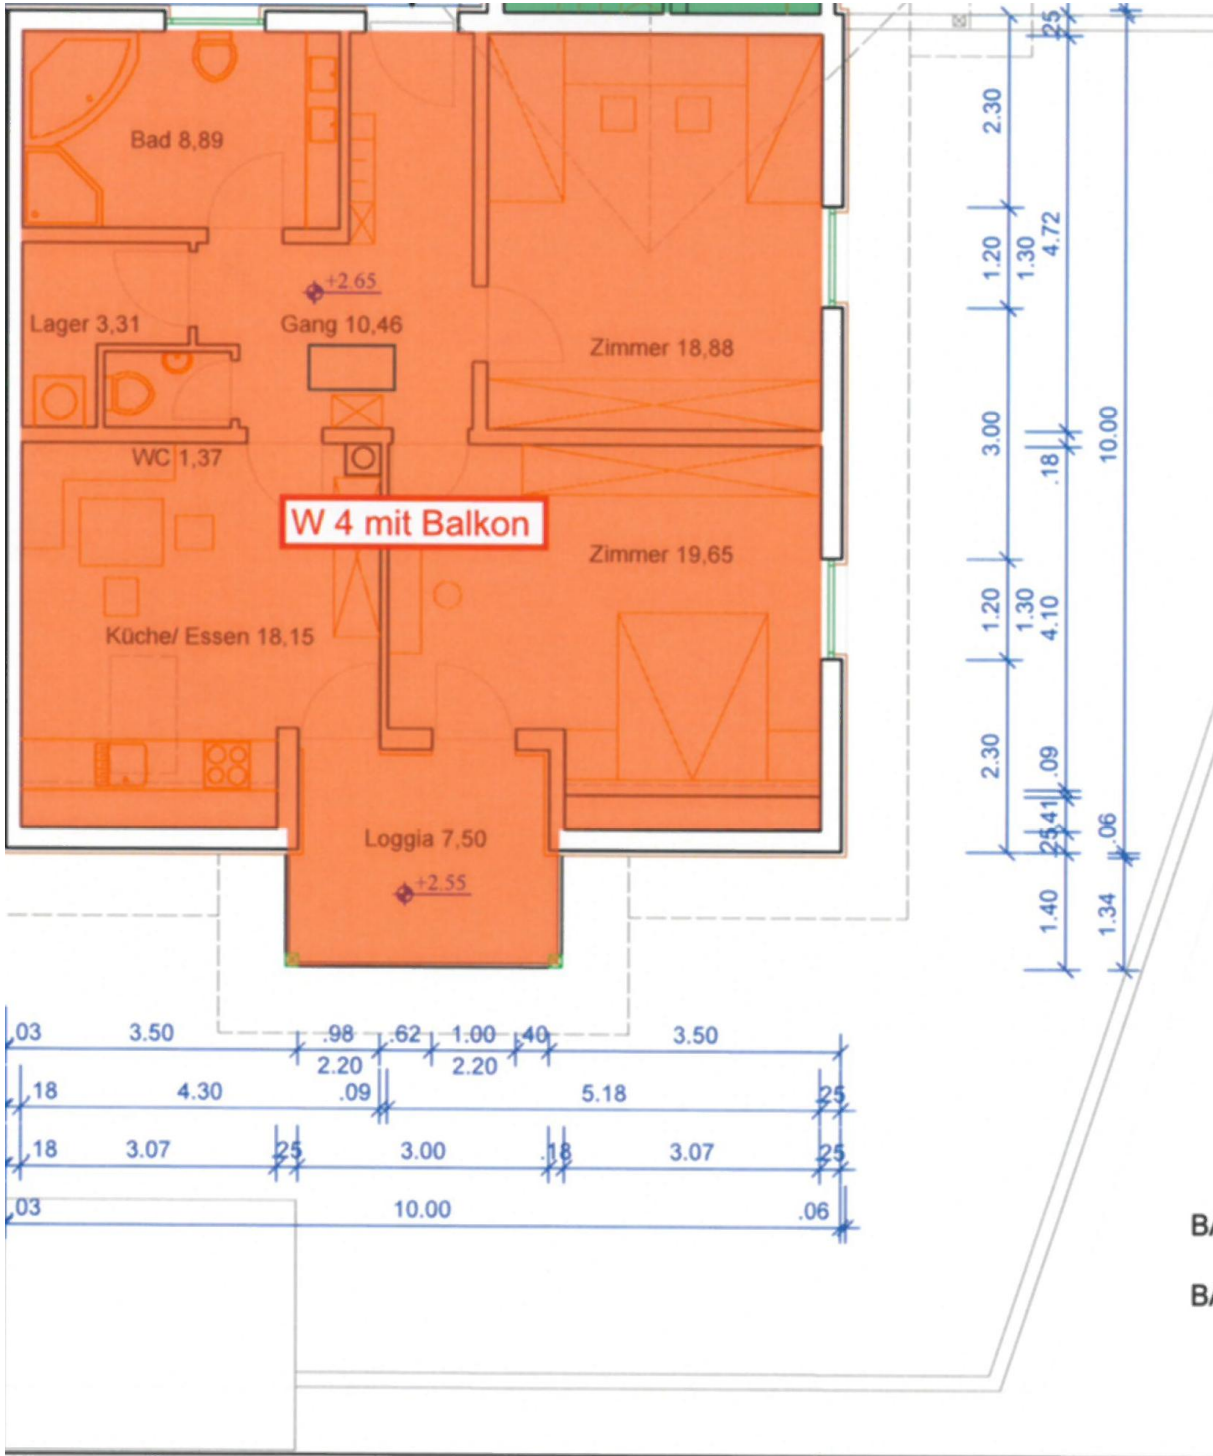 Bad 8,89
+2.65
Lager 3,31
Gang 10,46
Zimmer 18,88
WC 1,37
W 4 mit Balkon
Zimmer 19,65
Küche/ Essen 18,15
Loggia 7,50
+2.55
25
2.30
4.72
1.20
1.30
3.00
10.00
.18
1.20
1.30
4.10
2.30
.09
.41
25
.06
1.40
1.34
.03 3.50 .98 .62 1.00 .40 3.50
2.20 2.20
.18 4.30 .09 5.18 25
.18 3.07 25 3.00 .18 3.07 25
.03 10.00 .06